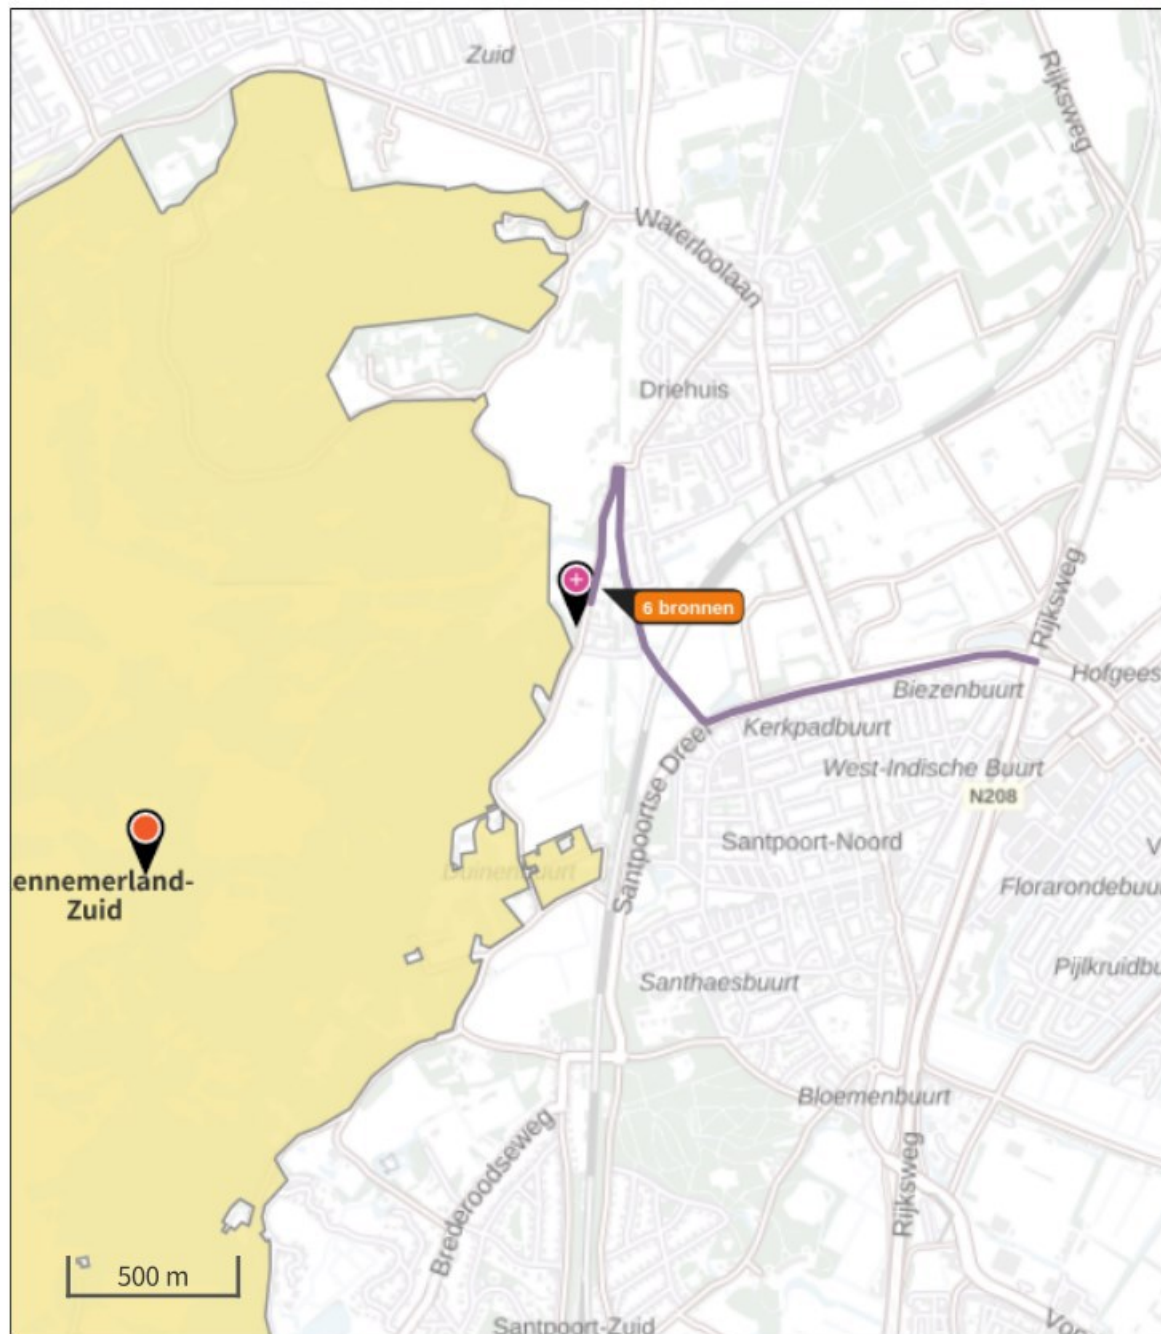 Zuid
Rijksweg
Waterloolaan
Driehuis
6 bronnen
Rijksweg
Hofgees
Biezenbuurt
Kerkpadbuurt
West-Indische Buurt
N208
Santpoortse Dreef
Santpoort-Noord
V
Duinenbuurt
ennemerland-
Zuid
Florarondebuu
Pijlkruidbu
Santhaesbuurt
Bloemenbuurt
Brederoodseweg
Rijksweg
500 m
Santpoort-Zuid